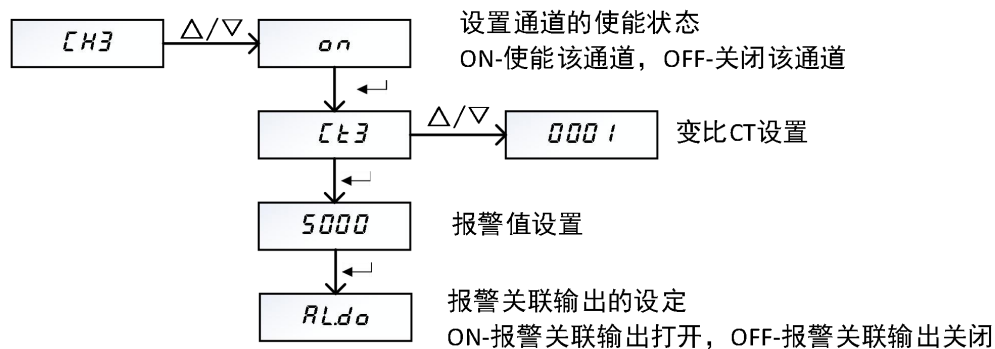 设置通道的使能状态
CH3
△/▽
on
ON-使能该通道，OFF-关闭该通道
Ct3
△/▽
0001
变比CT设置
5000
报警值设置
ALdo
报警关联输出的设定
ON-报警关联输出打开，OFF-报警关联输出关闭